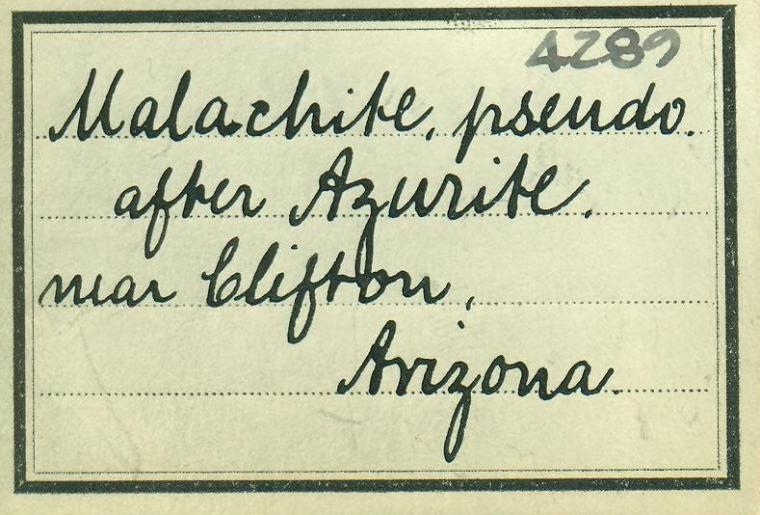 4289
Malachite, pseudo.
after Azurite.
near Clifton,
Arizona.